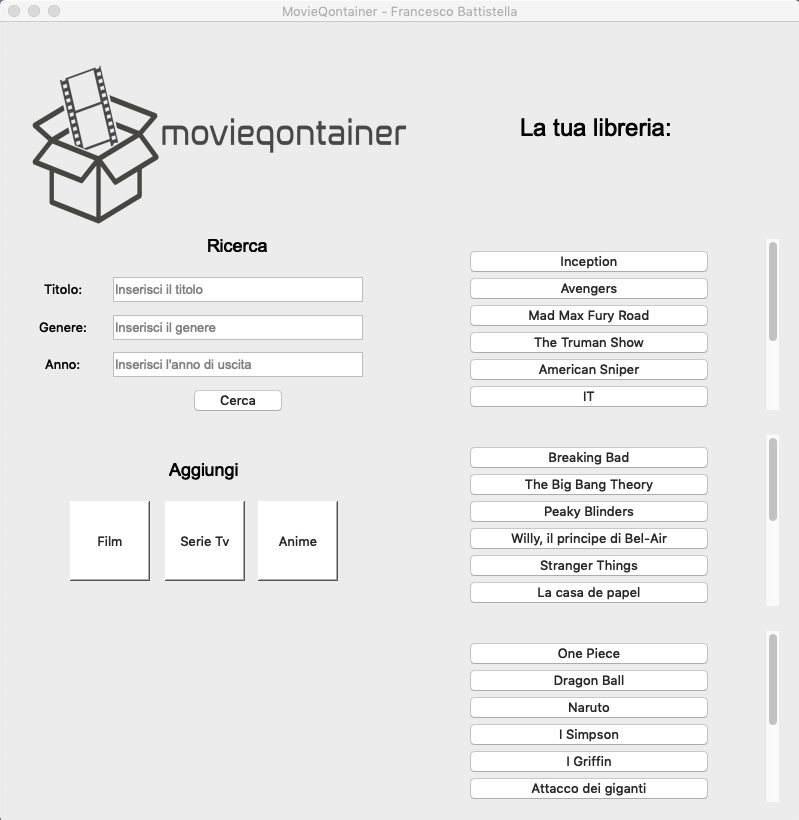 MovieQontainer - Francesco Battistella
movieqontainer
La tua libreria:
Ricerca
Titolo:
Inserisci il titolo
Genere:
Inserisci il genere
Anno:
Inserisci l'anno di uscita
Cerca
Aggiungi
Film
Serie Tv
Anime
Inception
Avengers
Mad Max Fury Road
The Truman Show
American Sniper
IT
Breaking Bad
The Big Bang Theory
Peaky Blinders
Willy, il principe di Bel-Air
Stranger Things
La casa de papel
One Piece
Dragon Ball
Naruto
I Simpson
I Griffin
Attacco dei giganti